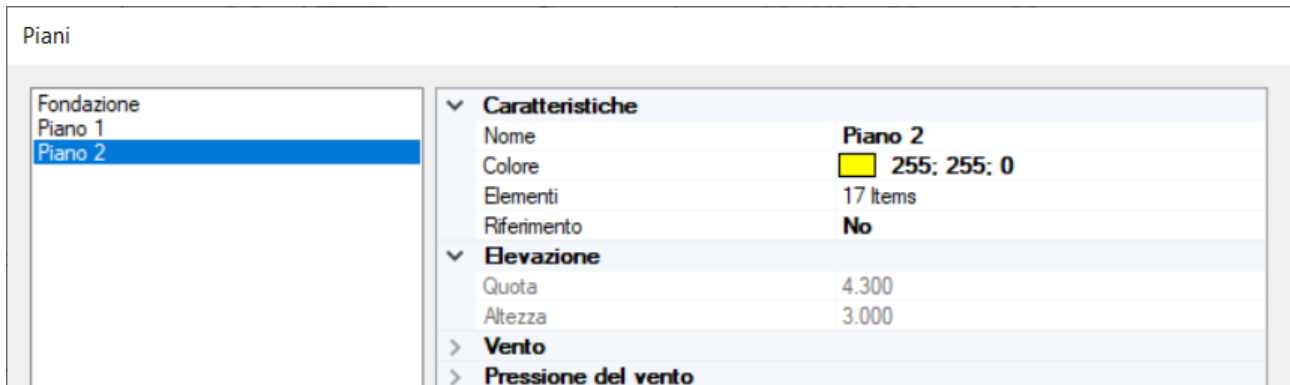 Piani
Fondazione
Piano 1
Piano 2
Caratteristiche
Nome Piano 2
Colore 255; 255; 0
Elementi 17 Items
Riferimento No
Elevazione
Quota 4.300
Altezza 3.000
Vento
Pressione del vento